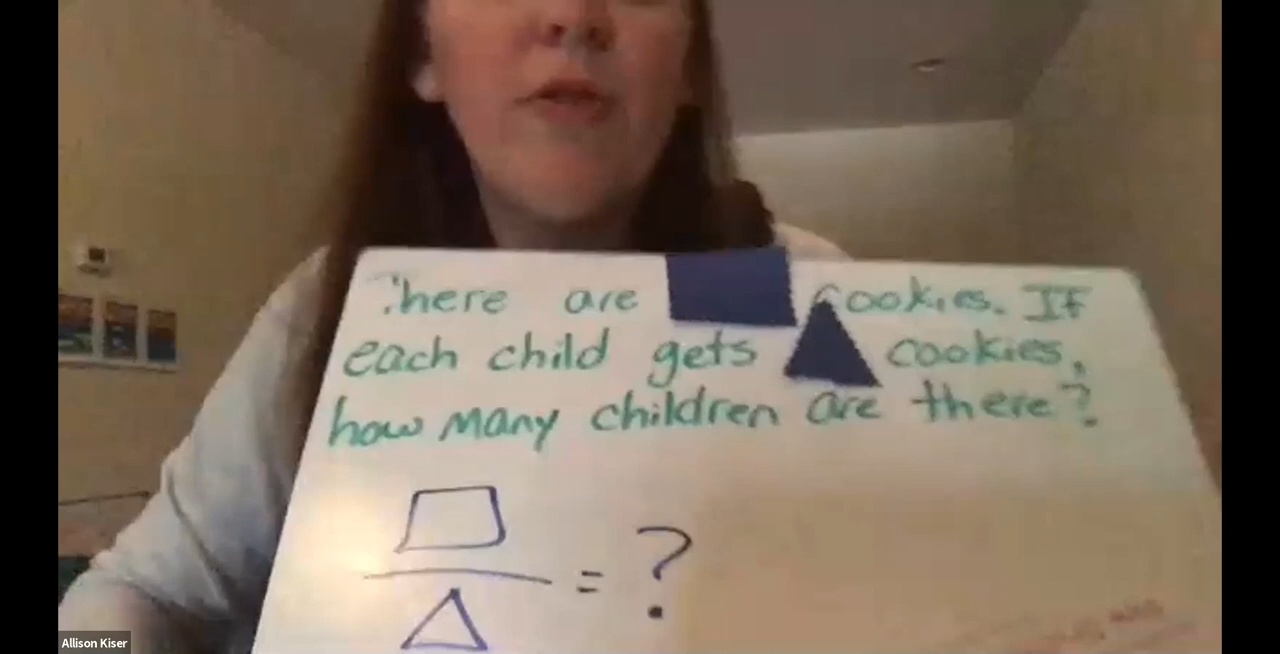 There are cookies. If
each child gets cookies,
how many children are there?
= ?
Allison Kiser